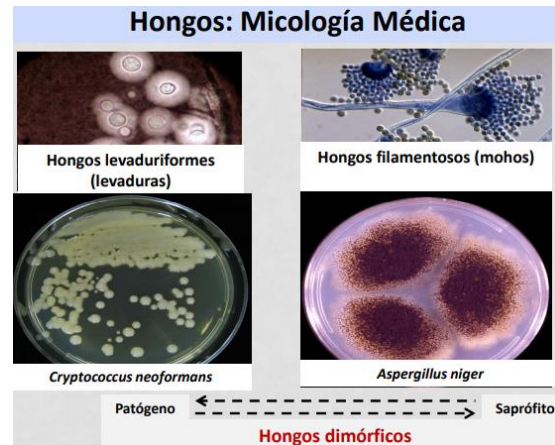 Hongos: Micología Médica
Hongos levaduriformes
(levaduras)
Hongos filamentosos (mohos)
Cryptococcus neoformans
Aspergillus niger
Patógeno
Saprófito
Hongos dimórficos